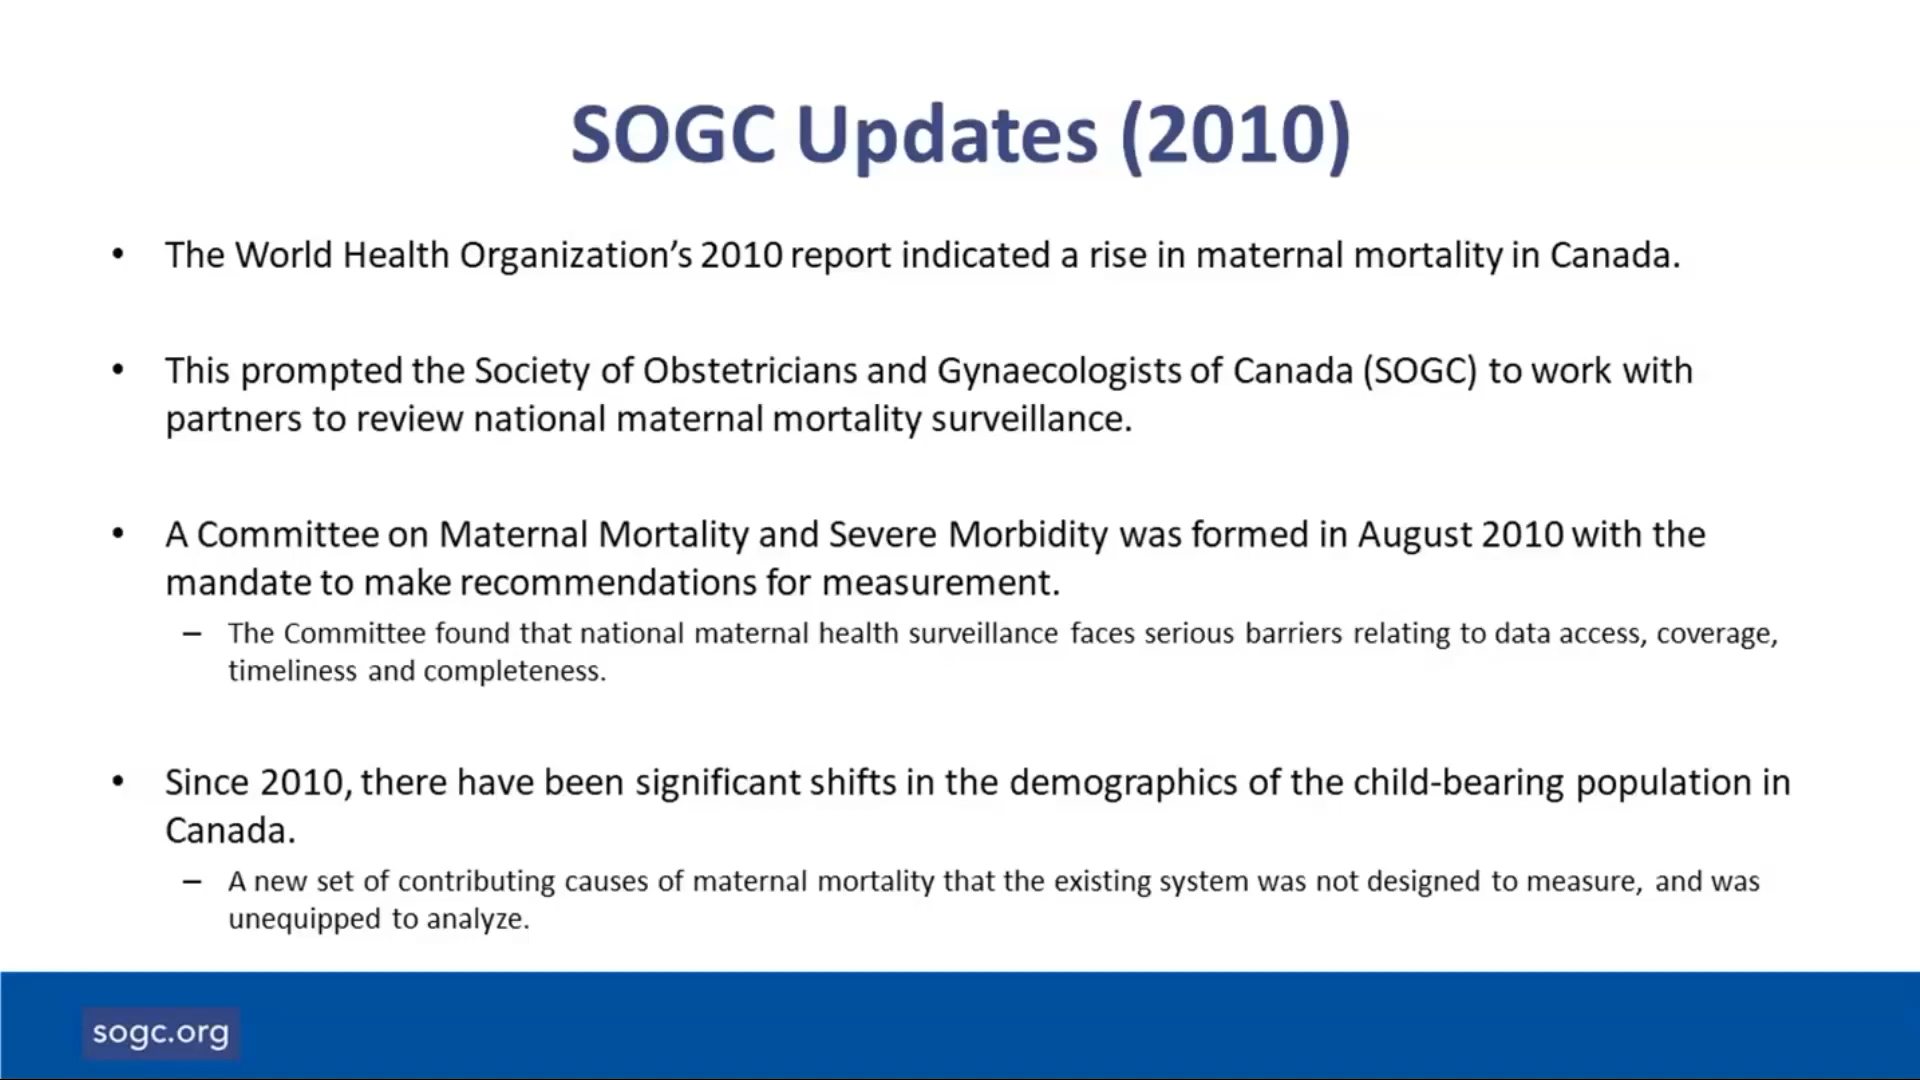 SOGC Updates (2010)
• The World Health Organization’s 2010 report indicated a rise in maternal mortality in Canada.
• This prompted the Society of Obstetricians and Gynaecologists of Canada (SOGC) to work with
partners to review national maternal mortality surveillance.
• A Committee on Maternal Mortality and Severe Morbidity was formed in August 2010 with the
mandate to make recommendations for measurement.
– The Committee found that national maternal health surveillance faces serious barriers relating to data access, coverage,
timeliness and completeness.
• Since 2010, there have been significant shifts in the demographics of the child-bearing population in
Canada.
– A new set of contributing causes of maternal mortality that the existing system was not designed to measure, and was
unequipped to analyze.
sogc.org